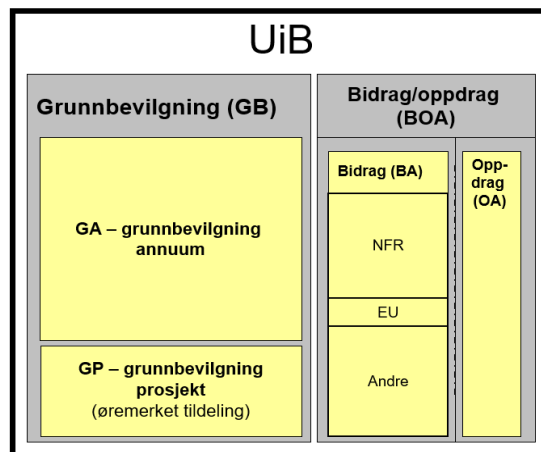 UiB
Grunnbevilgning (GB)
GA – grunnbevilgning
annuum
GP – grunnbevilgning
prosjekt
(øremerket tildeling)
Bidrag/oppdrag
(BOA)
Bidrag (BA)
NFR
EU
Andre
Opp-
drag
(OA)